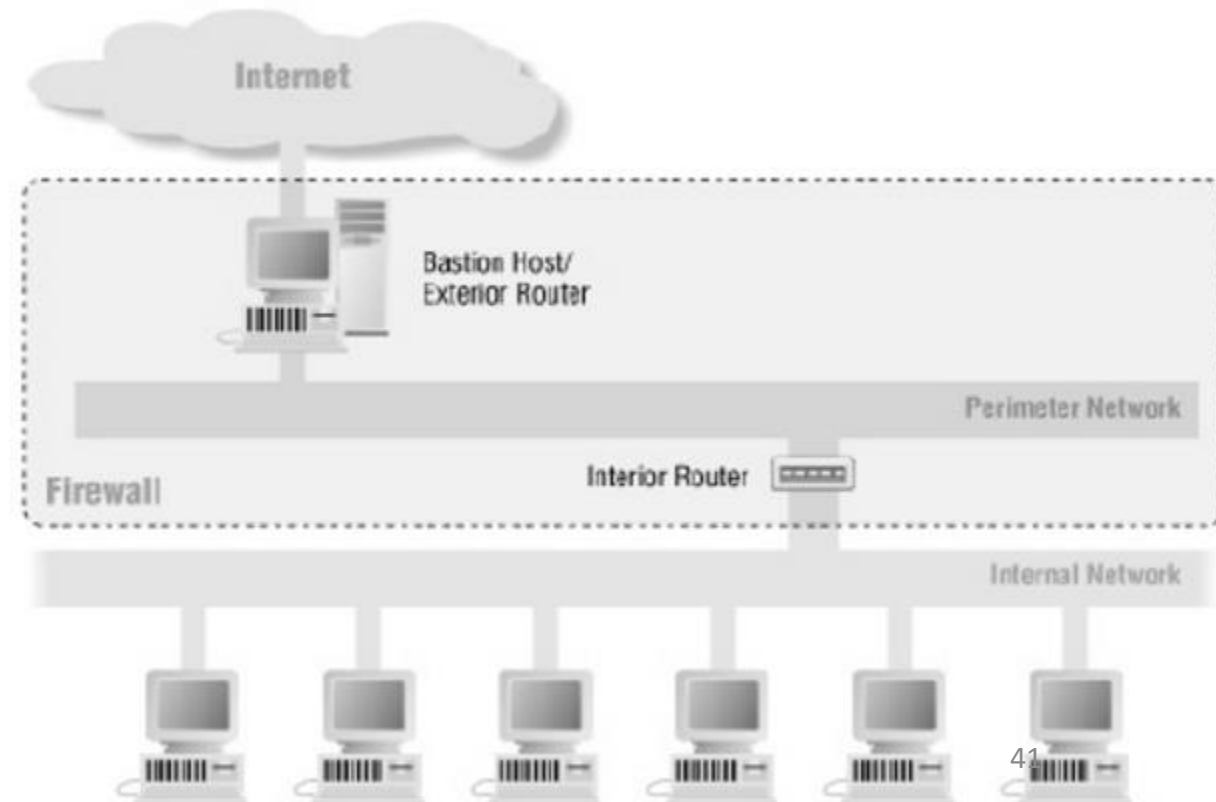 Internet
Bastion Host/
Exterior Router
Perimeter Network
Interior Router
Firewall
Internal Network
41